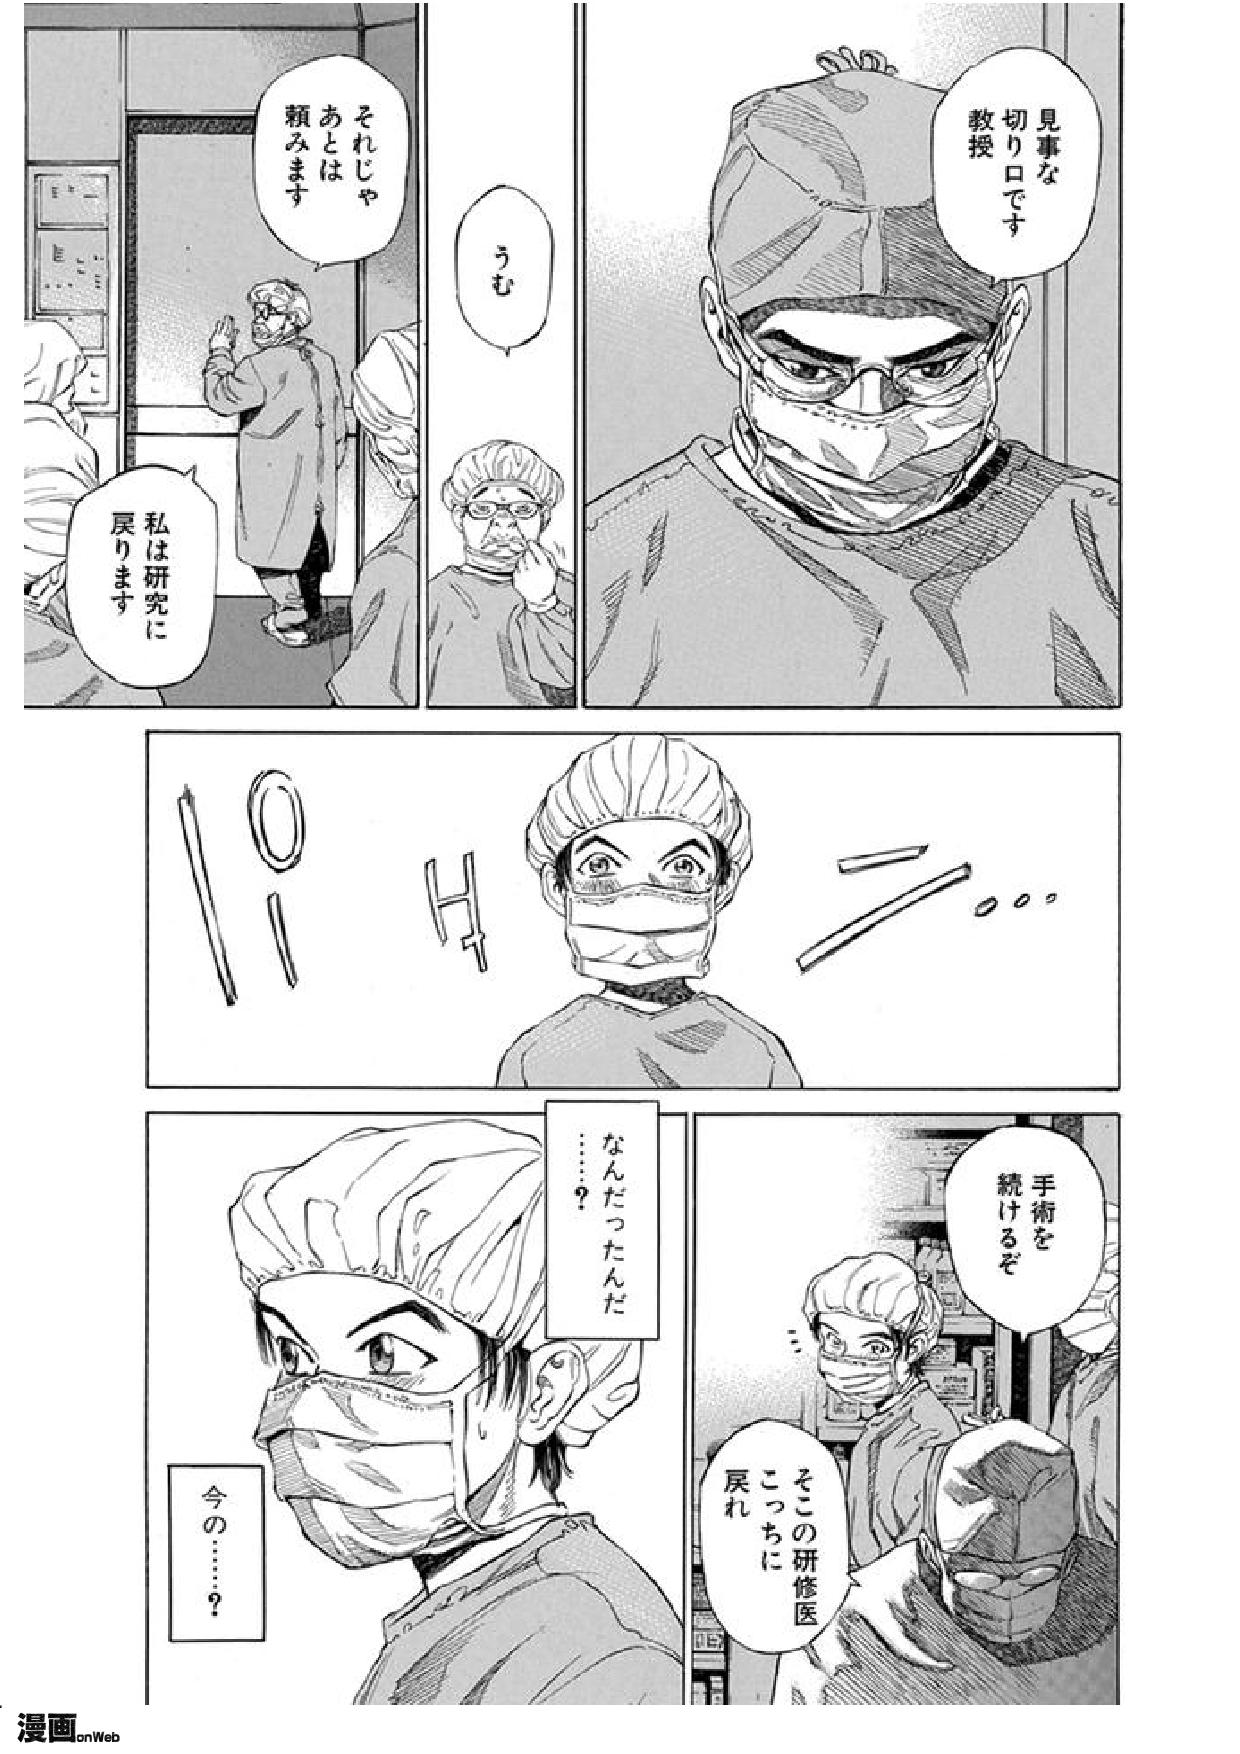 見事な
切り口です
教授
うむ
それじゃ
あとは
頼みます
私は研究に
戻ります
パサン...
手術を
続けるぞ
そこの研修医
こっちに
戻れ
なんだったんだ
……？
今の……？
漫画onWeb